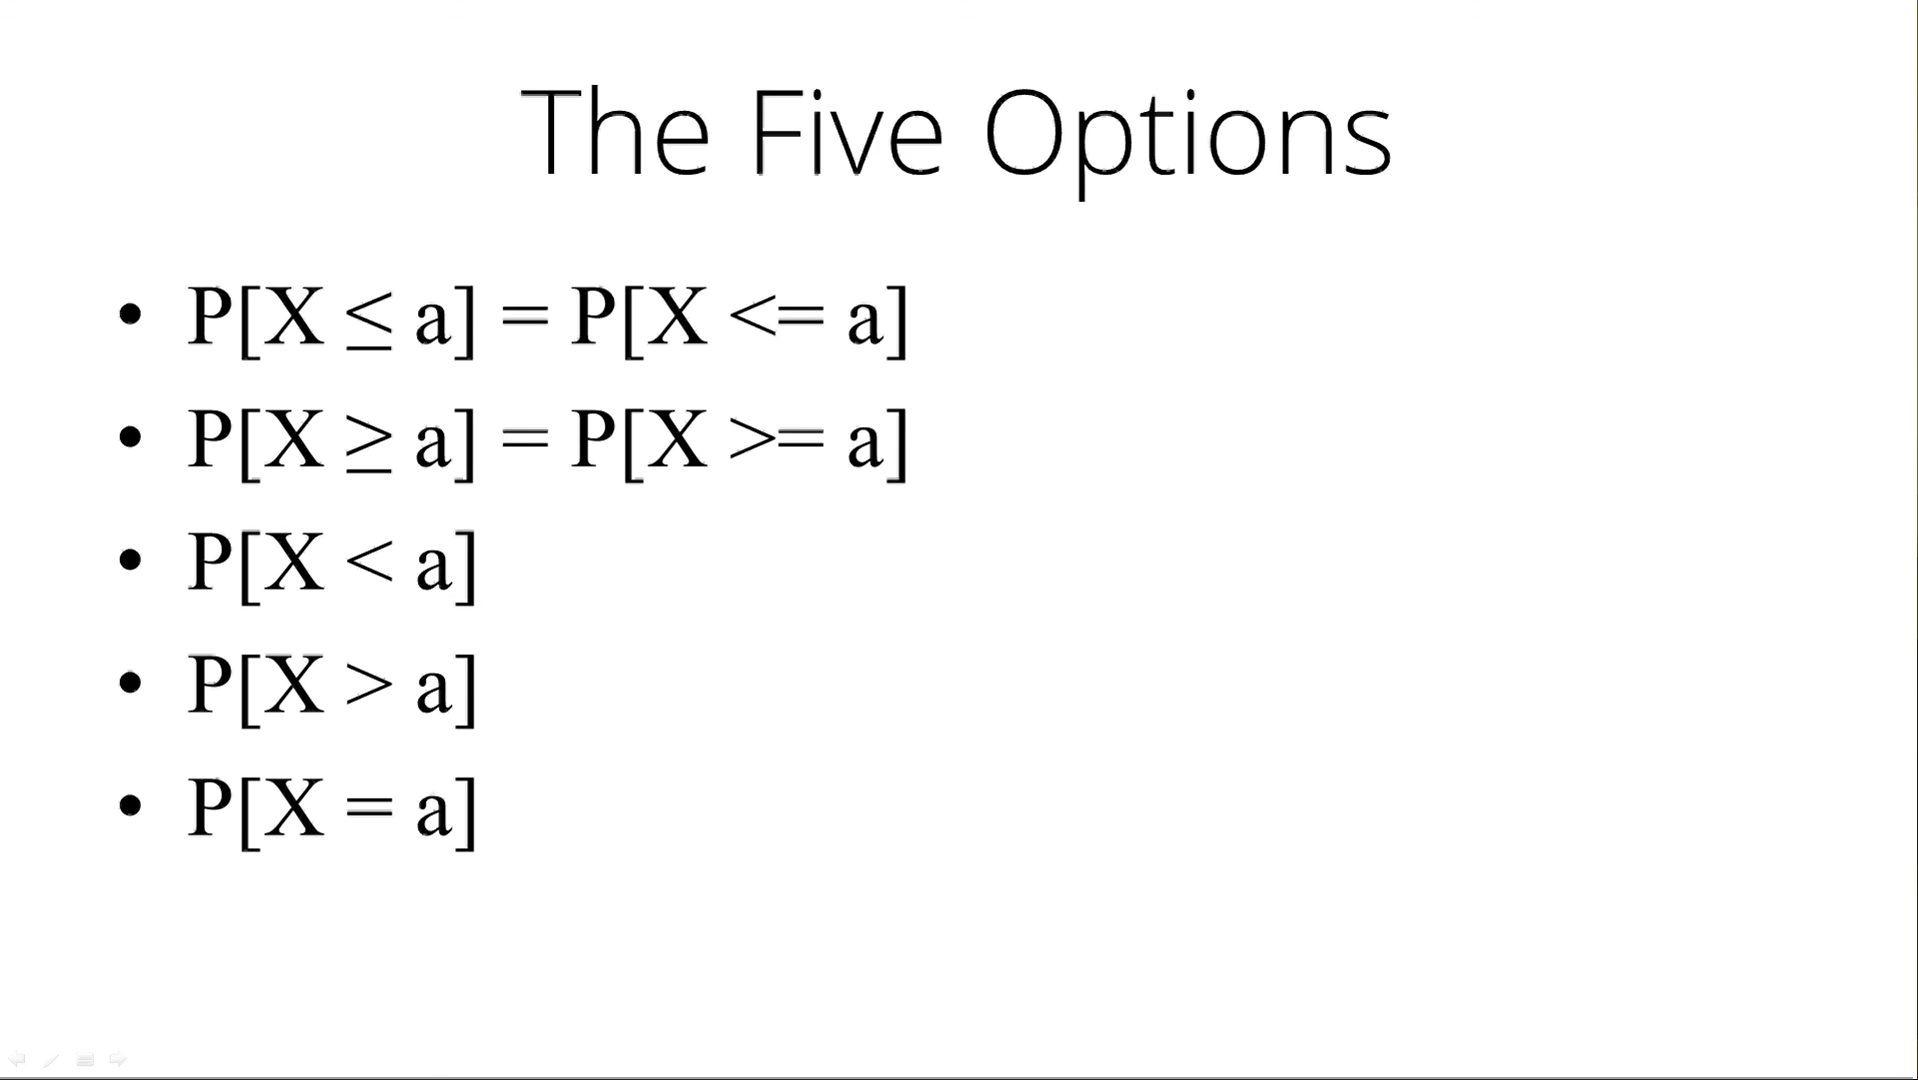 The Five Options
• P[X ≤ a] = P[X <= a]
• P[X ≥ a] = P[X >= a]
• P[X < a]
• P[X > a]
• P[X = a]